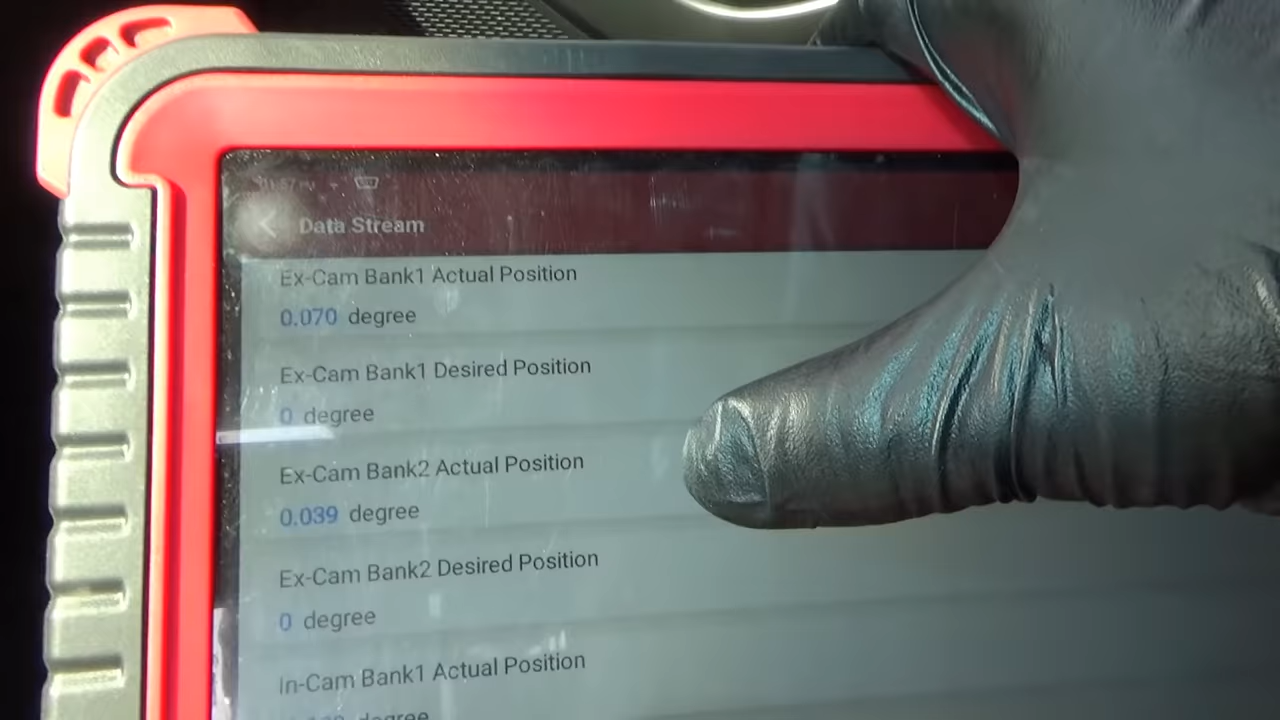 Data Stream
Ex-Cam Bank1 Actual Position
0.070 degree
Ex-Cam Bank1 Desired Position
0 degree
Ex-Cam Bank2 Actual Position
0.039 degree
Ex-Cam Bank2 Desired Position
0 degree
In-Cam Bank1 Actual Position
degree